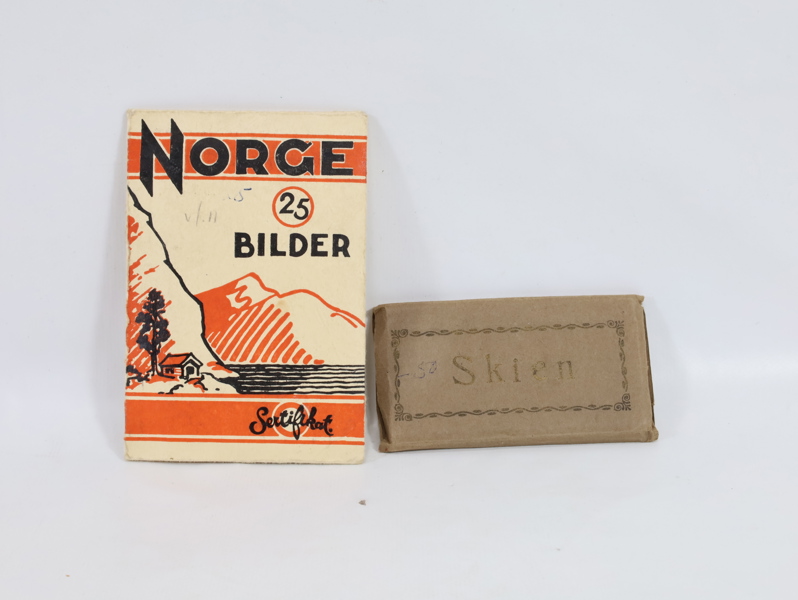 NORGE
25
BILDER
Sertifikat.
Skien